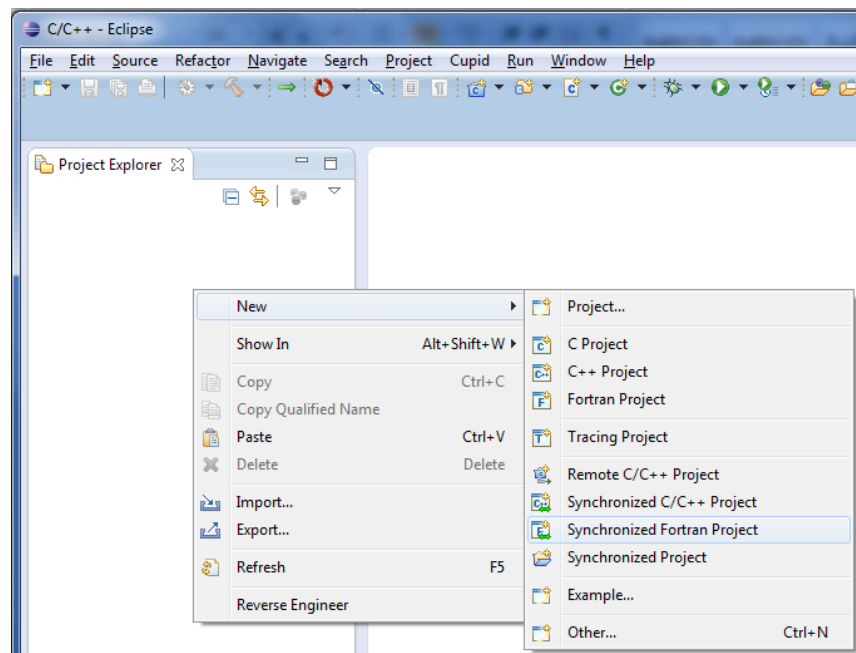 C/C++ - Eclipse
File Edit Source Refactor Navigate Search Project Cupid Run Window Help
Project Explorer
New
Show In Alt+Shift+W
Copy Ctrl+C
Copy Qualified Name
Paste Ctrl+V
Delete Delete
Import...
Export...
Refresh F5
Reverse Engineer
Project...
C Project
C++ Project
Fortran Project
Tracing Project
Remote C/C++ Project
Synchronized C/C++ Project
Synchronized Fortran Project
Synchronized Project
Example...
Other... Ctrl+N